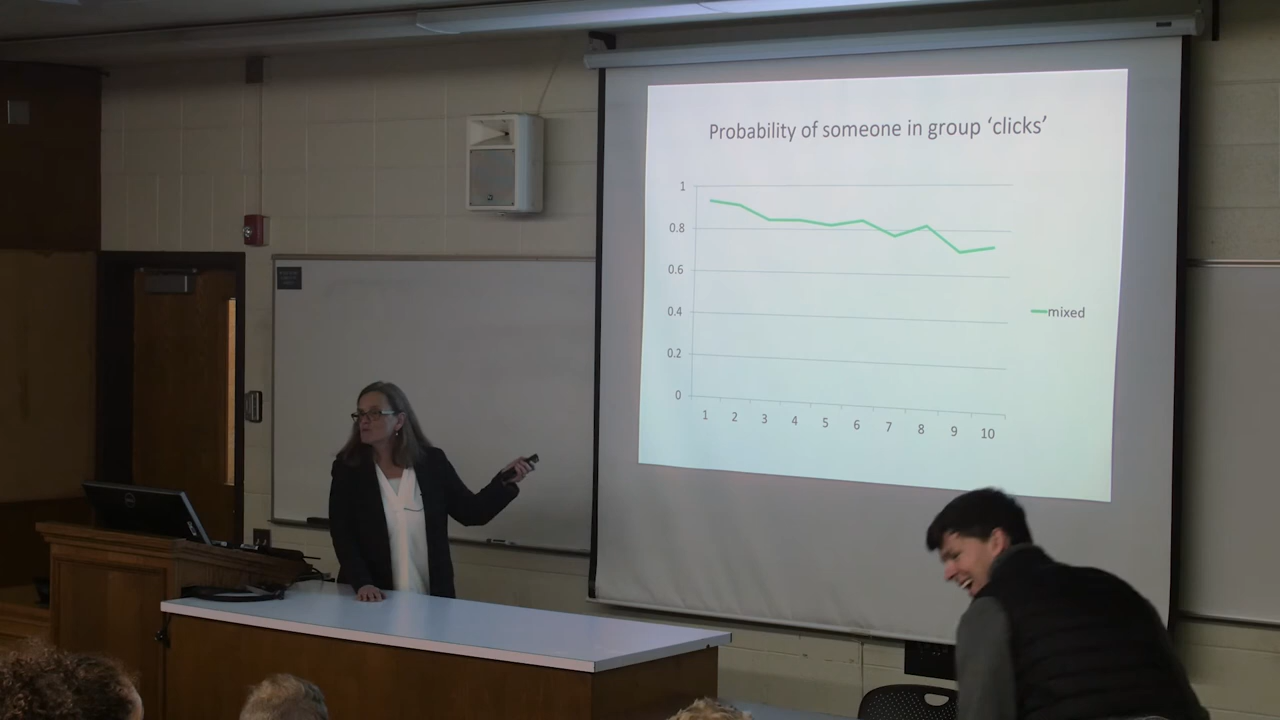 Probability of someone in group ‘clicks’
1
0.8
0.6
0.4
0.2
0
1 2 3 4 5 6 7 8 9 10
mixed